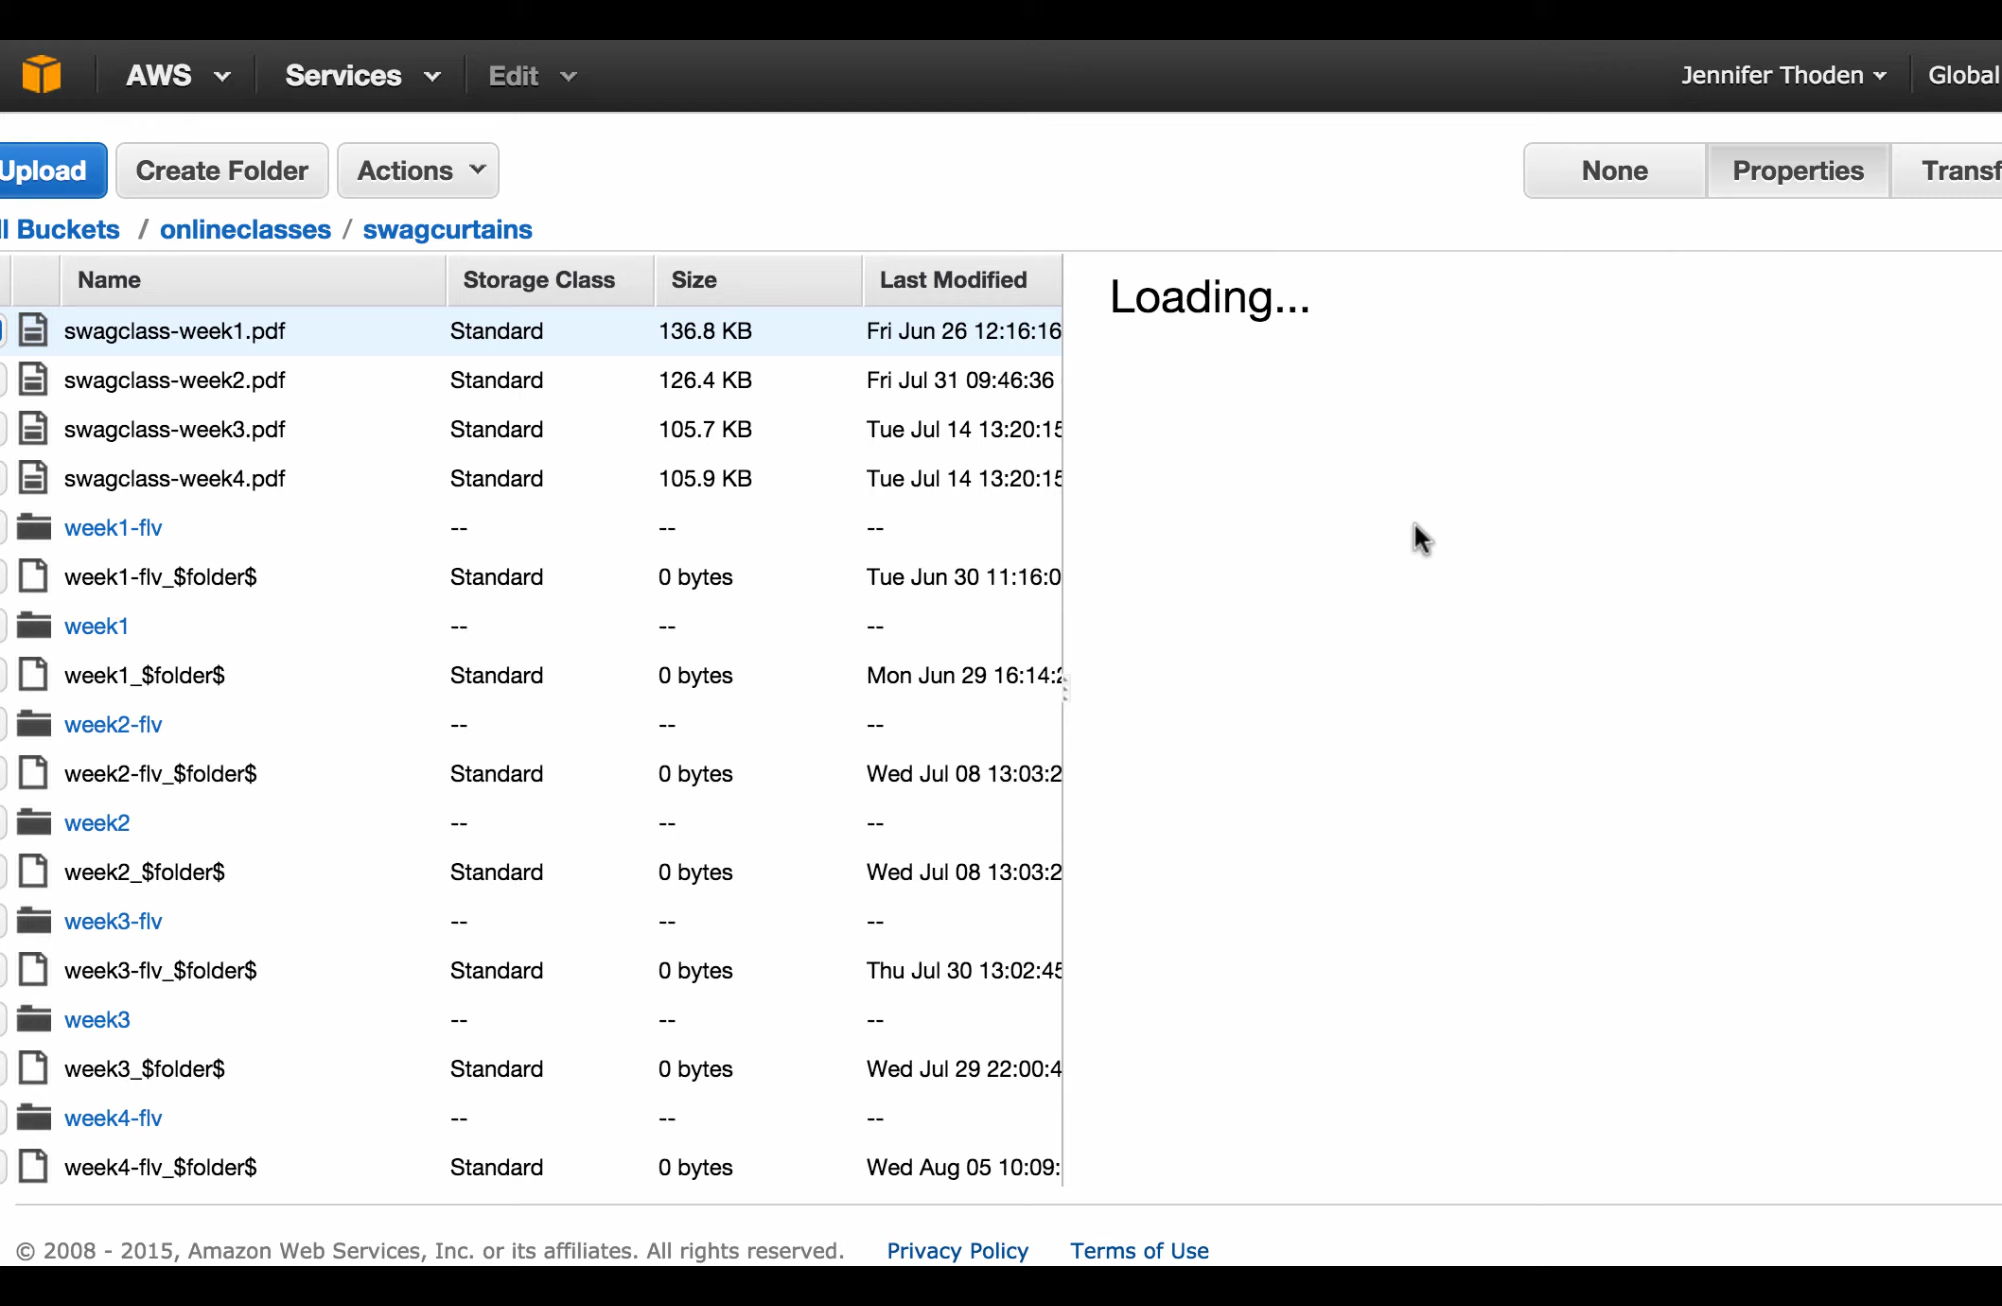 AWS Services Edit Jennifer Thoden Global
Upload Create Folder Actions None Properties Transf
ll Buckets / onlineclasses / swagcurtains
Name Storage Class Size Last Modified
Loading...
swagclass-week1.pdf Standard 136.8 KB Fri Jun 26 12:16:16
swagclass-week2.pdf Standard 126.4 KB Fri Jul 31 09:46:36
swagclass-week3.pdf Standard 105.7 KB Tue Jul 14 13:20:15
swagclass-week4.pdf Standard 105.9 KB Tue Jul 14 13:20:15
week1-flv -- -- --
week1-flv_$folder$ Standard 0 bytes Tue Jun 30 11:16:0
week1 -- -- --
week1_$folder$ Standard 0 bytes Mon Jun 29 16:14:2
week2-flv -- -- --
week2-flv_$folder$ Standard 0 bytes Wed Jul 08 13:03:2
week2 -- -- --
week2_$folder$ Standard 0 bytes Wed Jul 08 13:03:2
week3-flv -- -- --
week3-flv_$folder$ Standard 0 bytes Thu Jul 30 13:02:45
week3 -- -- --
week3_$folder$ Standard 0 bytes Wed Jul 29 22:00:4
week4-flv -- -- --
week4-flv_$folder$ Standard 0 bytes Wed Aug 05 10:09:
© 2008 - 2015, Amazon Web Services, Inc. or its affiliates. All rights reserved. Privacy Policy Terms of Use